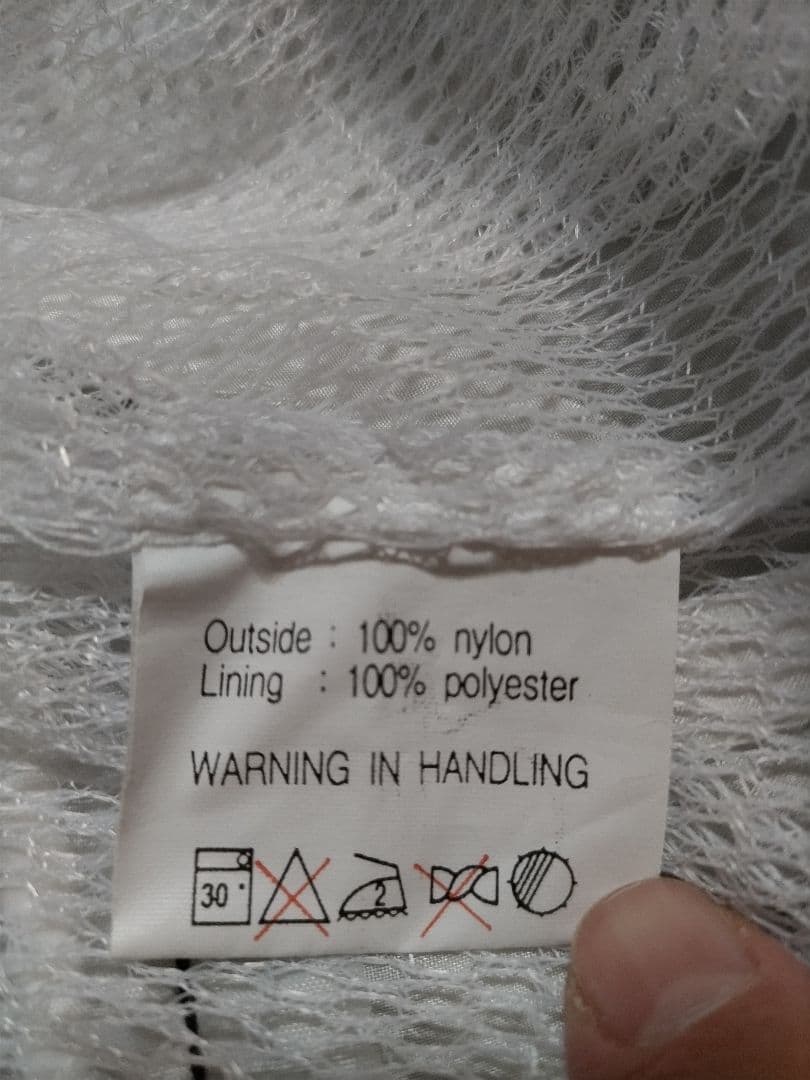 Outside : 100% nylon
Lining : 100% polyester
WARNING IN HANDLING
30° 2